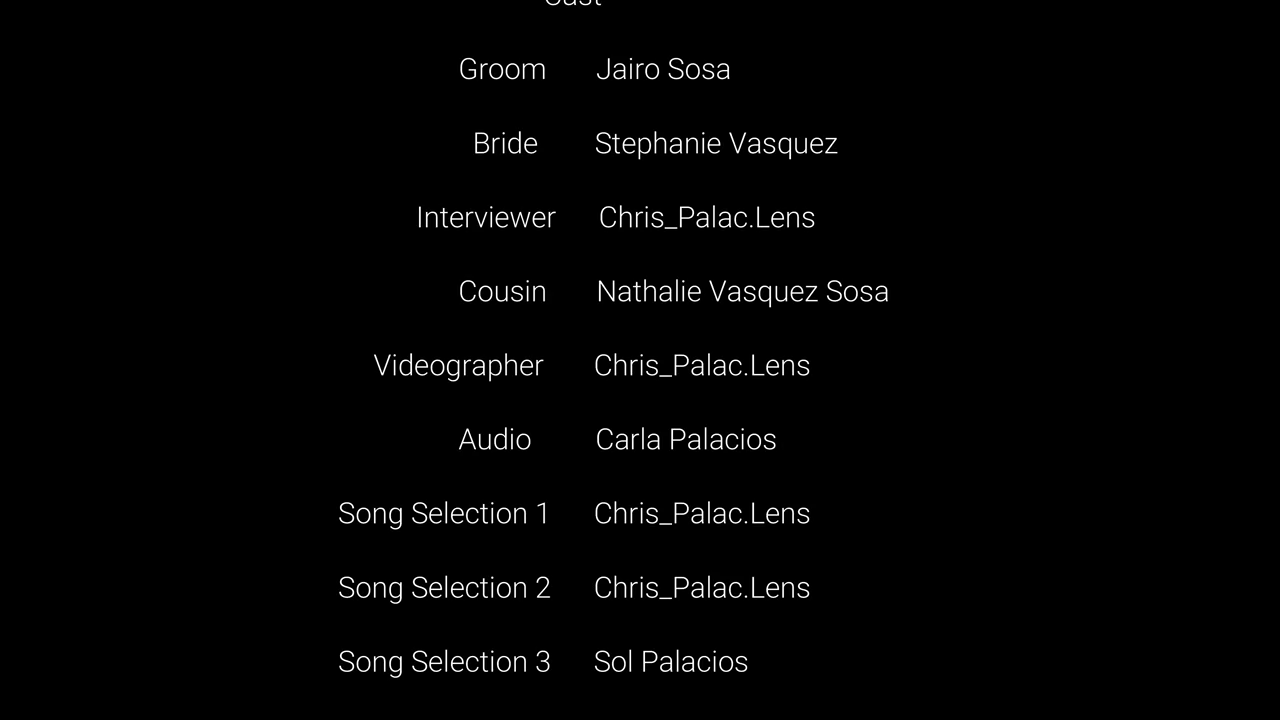 Cast
Groom Jairo Sosa
Bride Stephanie Vasquez
Interviewer Chris_Palac.Lens
Cousin Nathalie Vasquez Sosa
Videographer Chris_Palac.Lens
Audio Carla Palacios
Song Selection 1 Chris_Palac.Lens
Song Selection 2 Chris_Palac.Lens
Song Selection 3 Sol Palacios